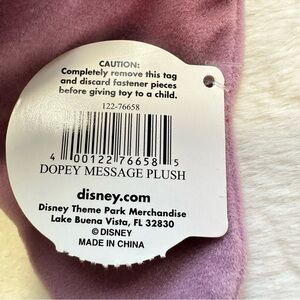 CAUTION:
Completely remove this tag
and discard fastener pieces
before giving toy to a child.
122-76658
4 00122 76658 5
DOPEY MESSAGE PLUSH
disney.com
Disney Theme Park Merchandise
Lake Buena Vista, FL 32830
© DISNEY
MADE IN CHINA